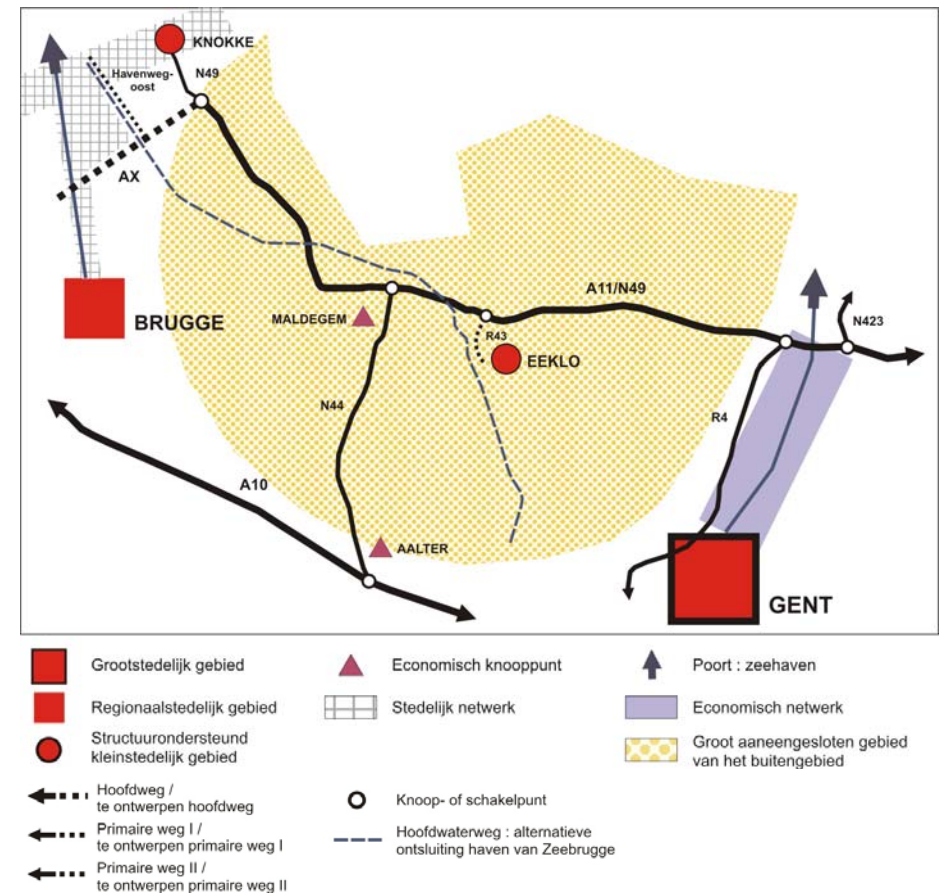 KNOKKE
N49
Havenweg-
oost
AX
BRUGGE
MALDEGEM
A11/N49
R43
EEKLO
N423
N44
R4
A10
AALTER
GENT
Grootstedelijk gebied
Economisch knooppunt
Poort : zeehaven
Regionaalstedelijk gebied
Stedelijk netwerk
Economisch netwerk
Structuurondersteund
kleinstedelijk gebied
Groot aaneengesloten gebied
van het buitengebied
Hoofdweg /
te ontwerpen hoofdweg
Knoop- of schakelpunt
Primaire weg I /
te ontwerpen primaire weg I
Hoofdwaterweg : alternatieve
ontsluiting haven van Zeebrugge
Primaire weg II /
te ontwerpen primaire weg II